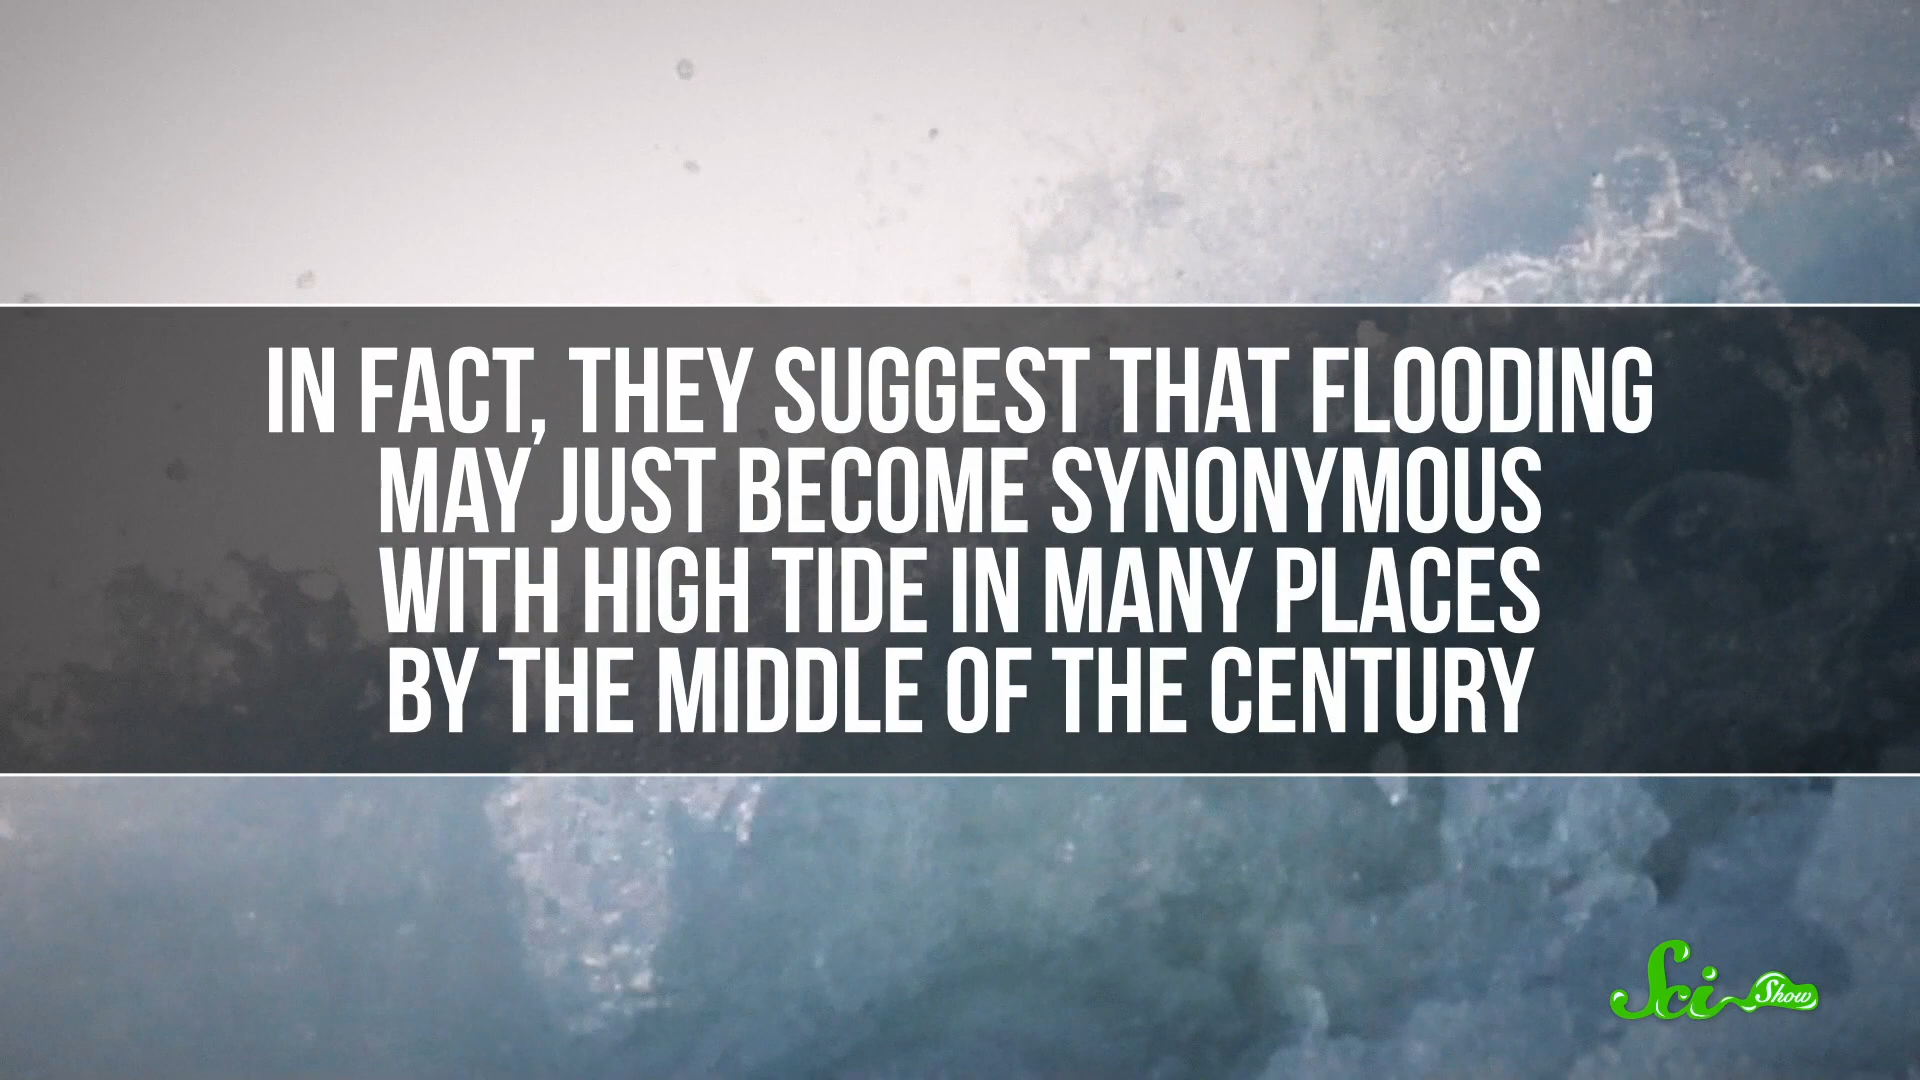 IN FACT, THEY SUGGEST THAT FLOODING
MAY JUST BECOME SYNONYMOUS
WITH HIGH TIDE IN MANY PLACES
BY THE MIDDLE OF THE CENTURY
Sci Show